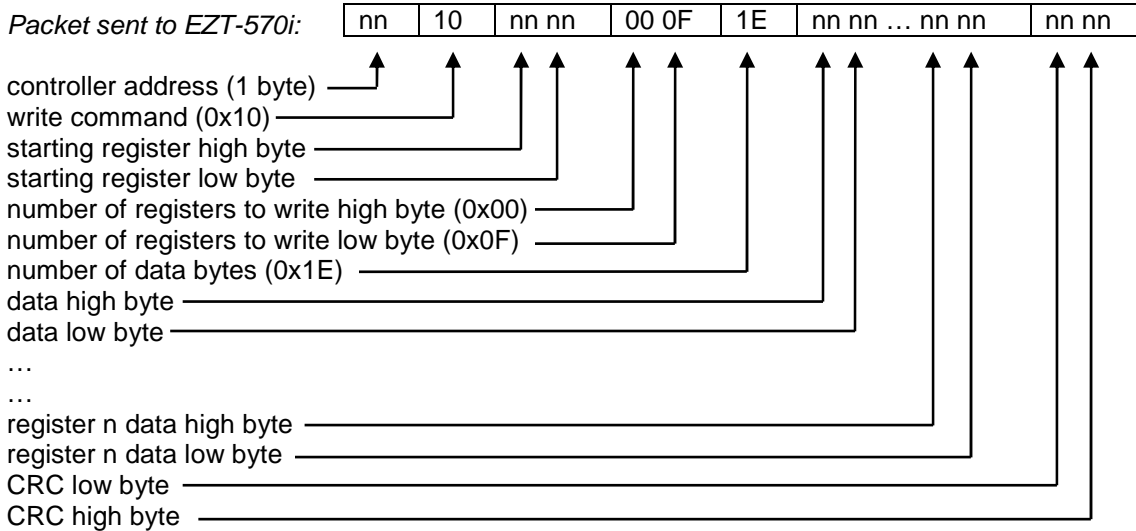 Packet sent to EZT-570i: nn 10 nn nn 00 0F 1E nn nn … nn nn nn nn
controller address (1 byte)
write command (0x10)
starting register high byte
starting register low byte
number of registers to write high byte (0x00)
number of registers to write low byte (0x0F)
number of data bytes (0x1E)
data high byte
data low byte
…
…
register n data high byte
register n data low byte
CRC low byte
CRC high byte